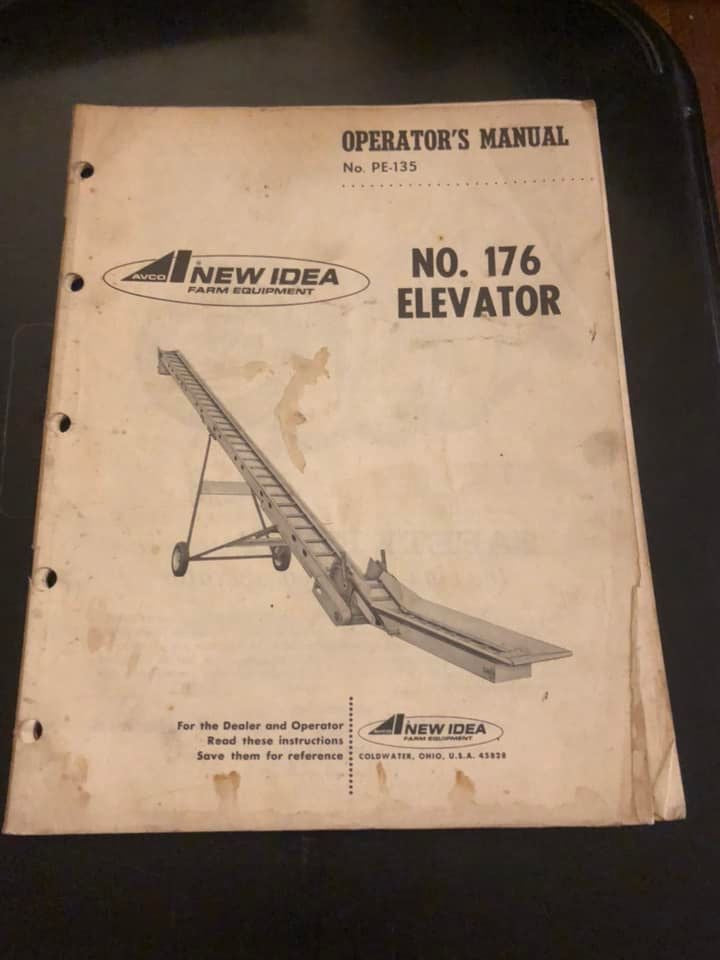 OPERATOR'S MANUAL
No. PE-135
AVCO NEW IDEA
FARM EQUIPMENT
NO. 176
ELEVATOR
For the Dealer and Operator
Read these instructions
Save them for reference
AVCO NEW IDEA
FARM EQUIPMENT
COLDWATER, OHIO, U.S.A. 45828